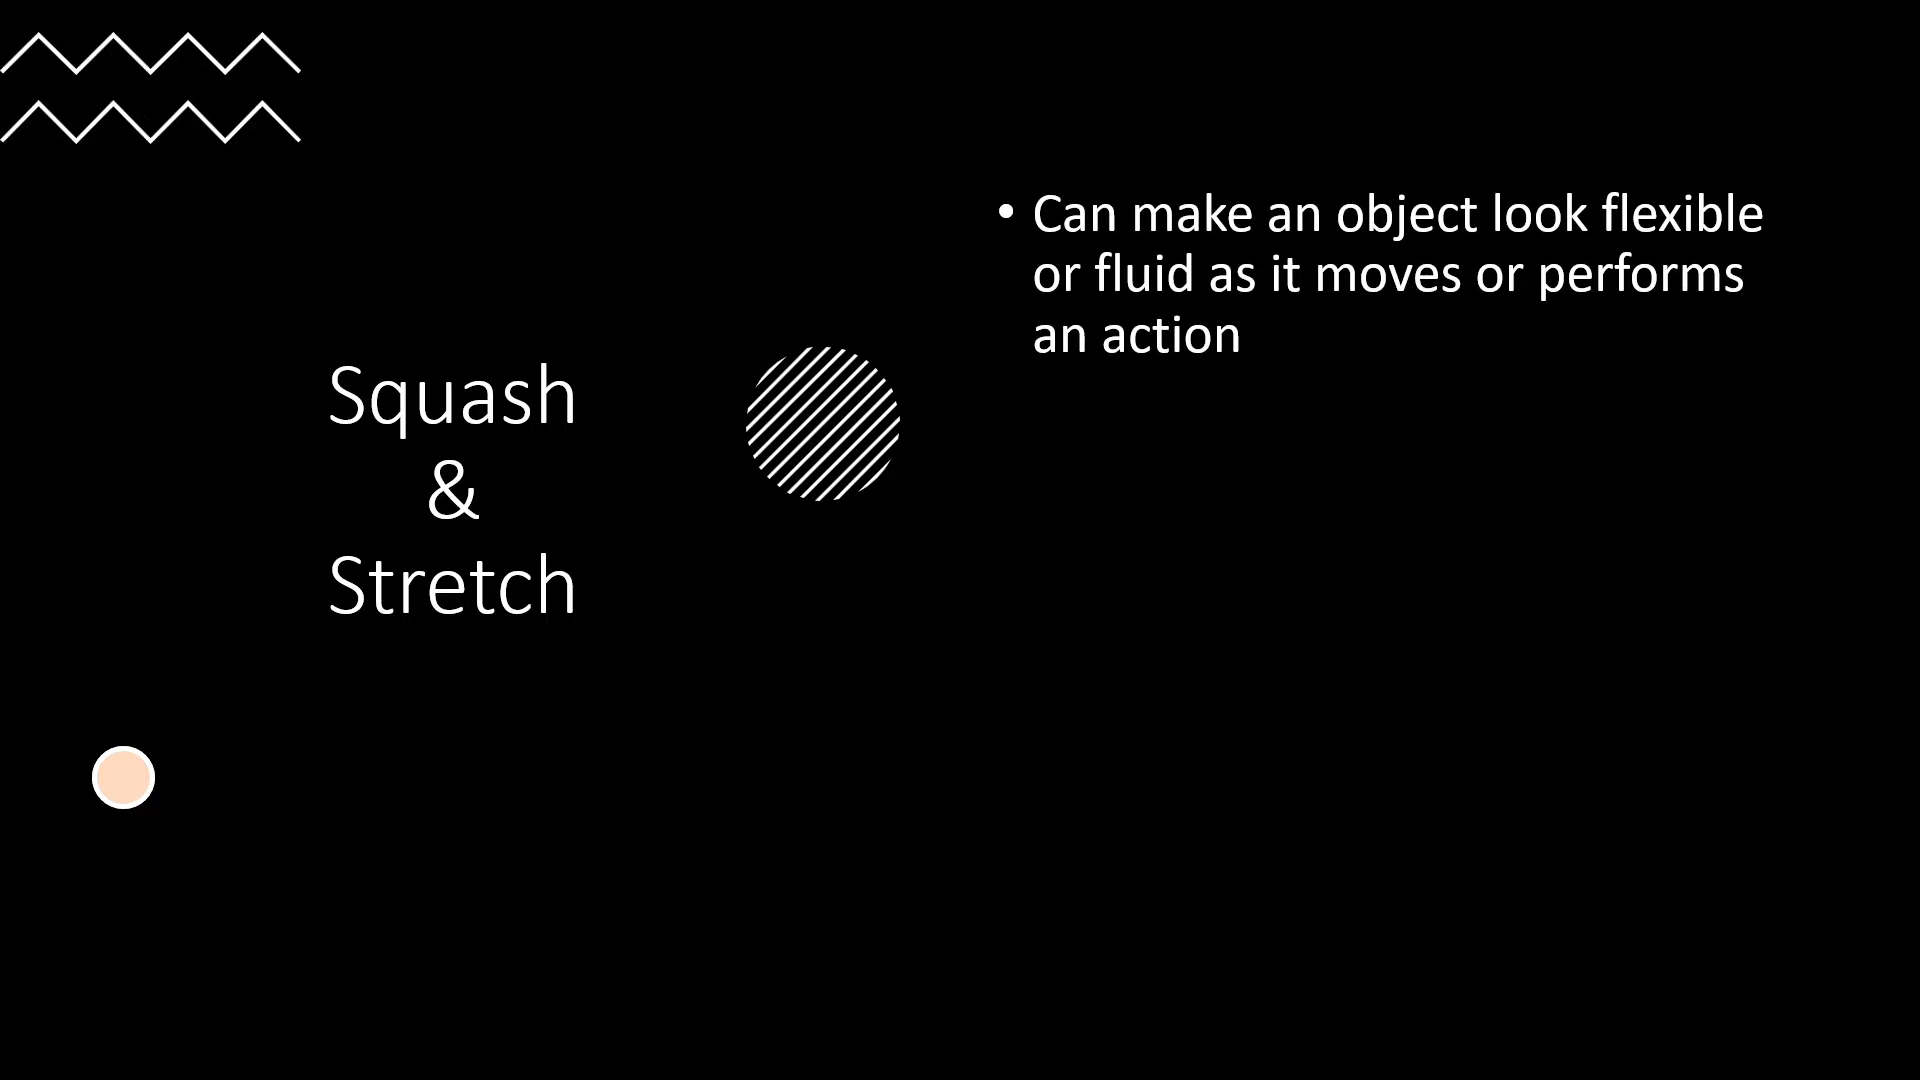 Squash
&
Stretch
• Can make an object look flexible
or fluid as it moves or performs
an action